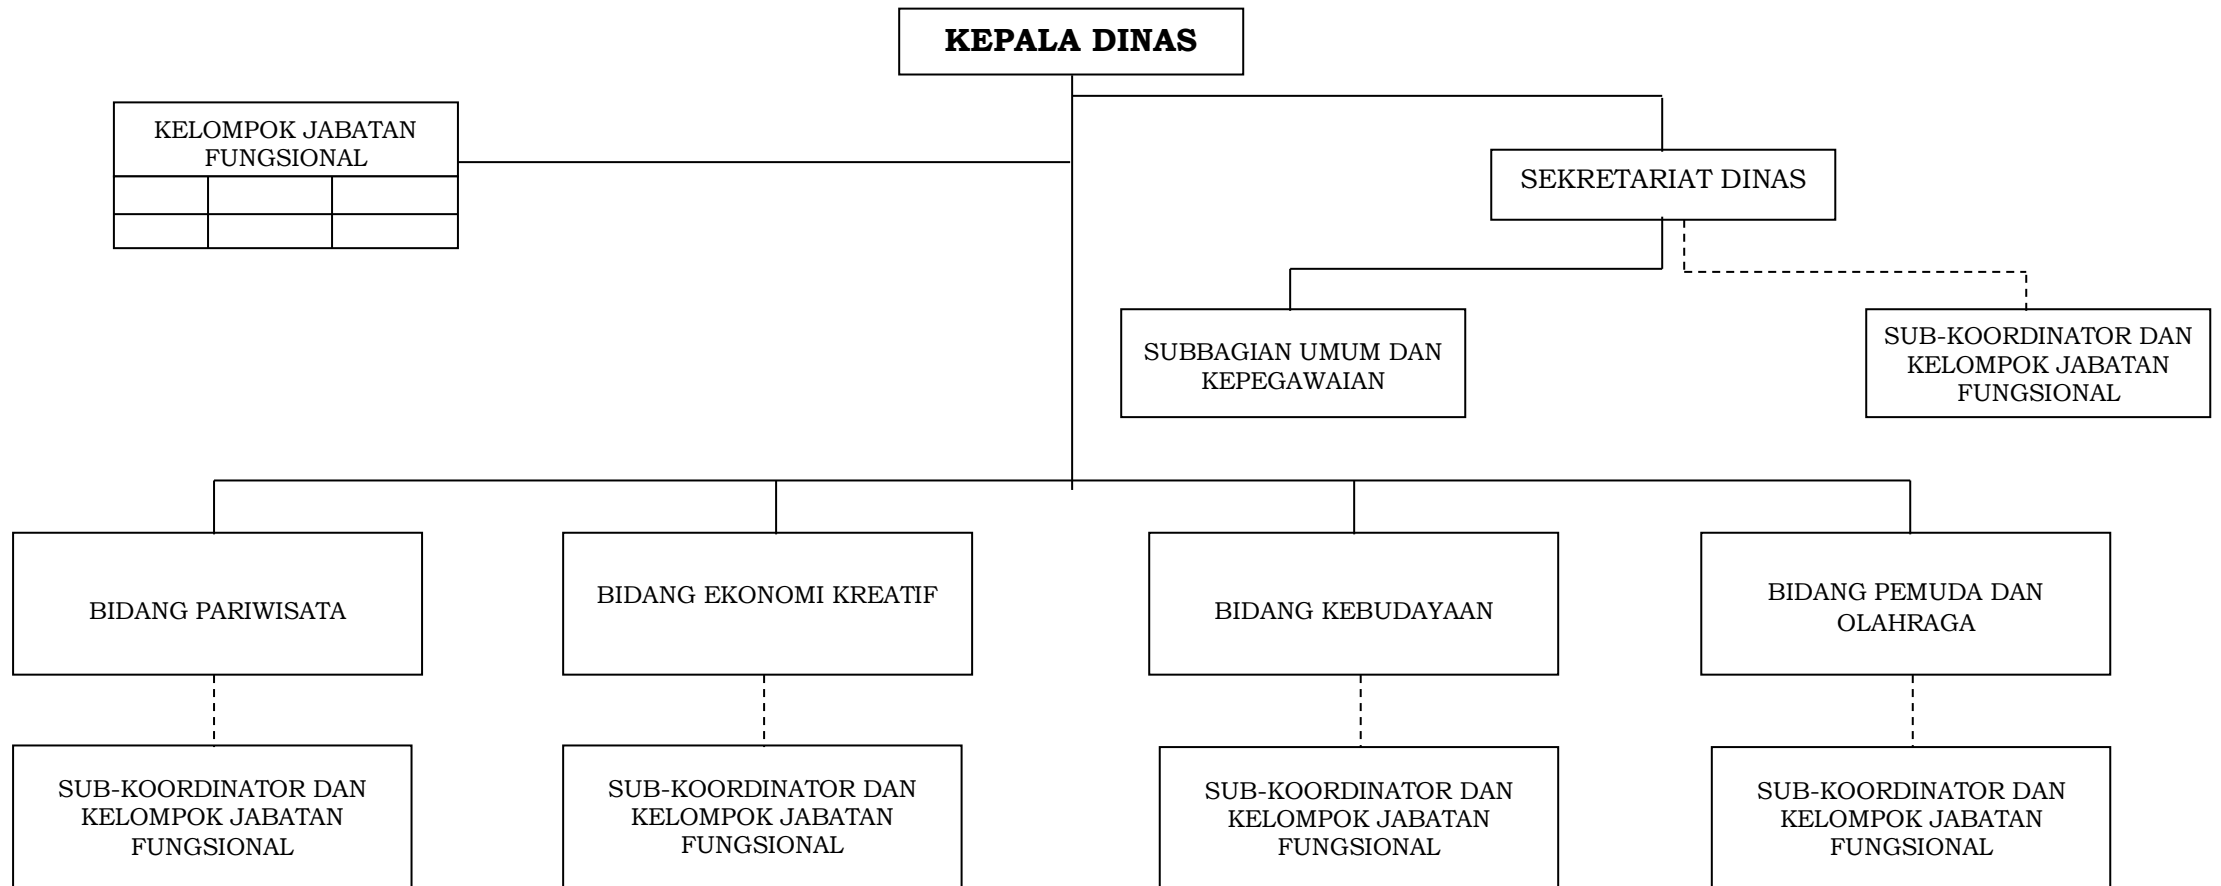 KEPALA DINAS
KELOMPOK JABATAN
FUNGSIONAL
SEKRETARIAT DINAS
SUBBAGIAN UMUM DAN
KEPEGAWAIAN
SUB-KOORDINATOR DAN
KELOMPOK JABATAN
FUNGSIONAL
BIDANG PARIWISATA
BIDANG EKONOMI KREATIF
BIDANG KEBUDAYAAN
BIDANG PEMUDA DAN
OLAHRAGA
SUB-KOORDINATOR DAN
KELOMPOK JABATAN
FUNGSIONAL
SUB-KOORDINATOR DAN
KELOMPOK JABATAN
FUNGSIONAL
SUB-KOORDINATOR DAN
KELOMPOK JABATAN
FUNGSIONAL
SUB-KOORDINATOR DAN
KELOMPOK JABATAN
FUNGSIONAL